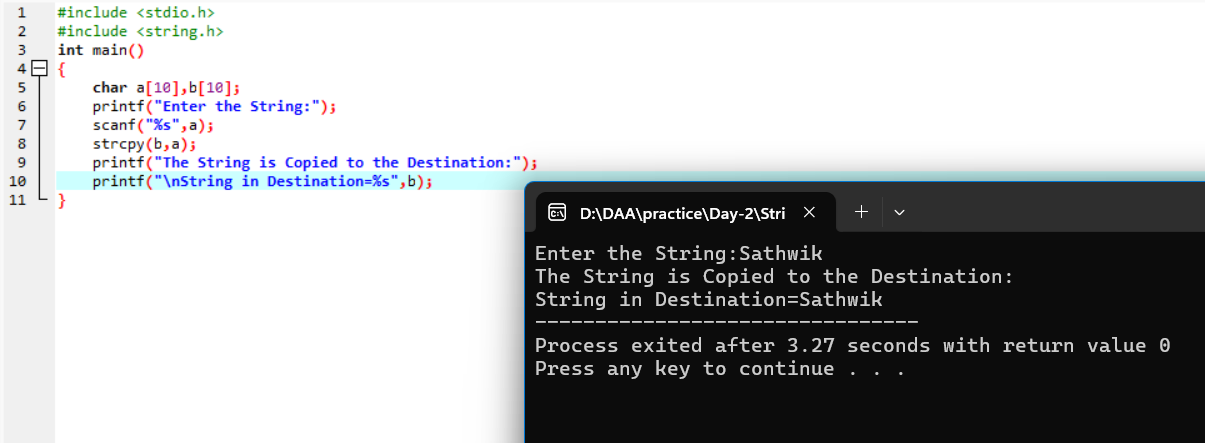 1 #include <stdio.h>
2 #include <string.h>
3 int main()
4 {
5 char a[10],b[10];
6 printf("Enter the String:");
7 scanf("%s",a);
8 strcpy(b,a);
9 printf("The String is Copied to the Destination:");
10 printf("\nString in Destination=%s",b);
11 }
D:\DAA\practice\Day-2\Stri
Enter the String:Sathwik
The String is Copied to the Destination:
String in Destination=Sathwik
--------------------------------
Process exited after 3.27 seconds with return value 0
Press any key to continue . . .